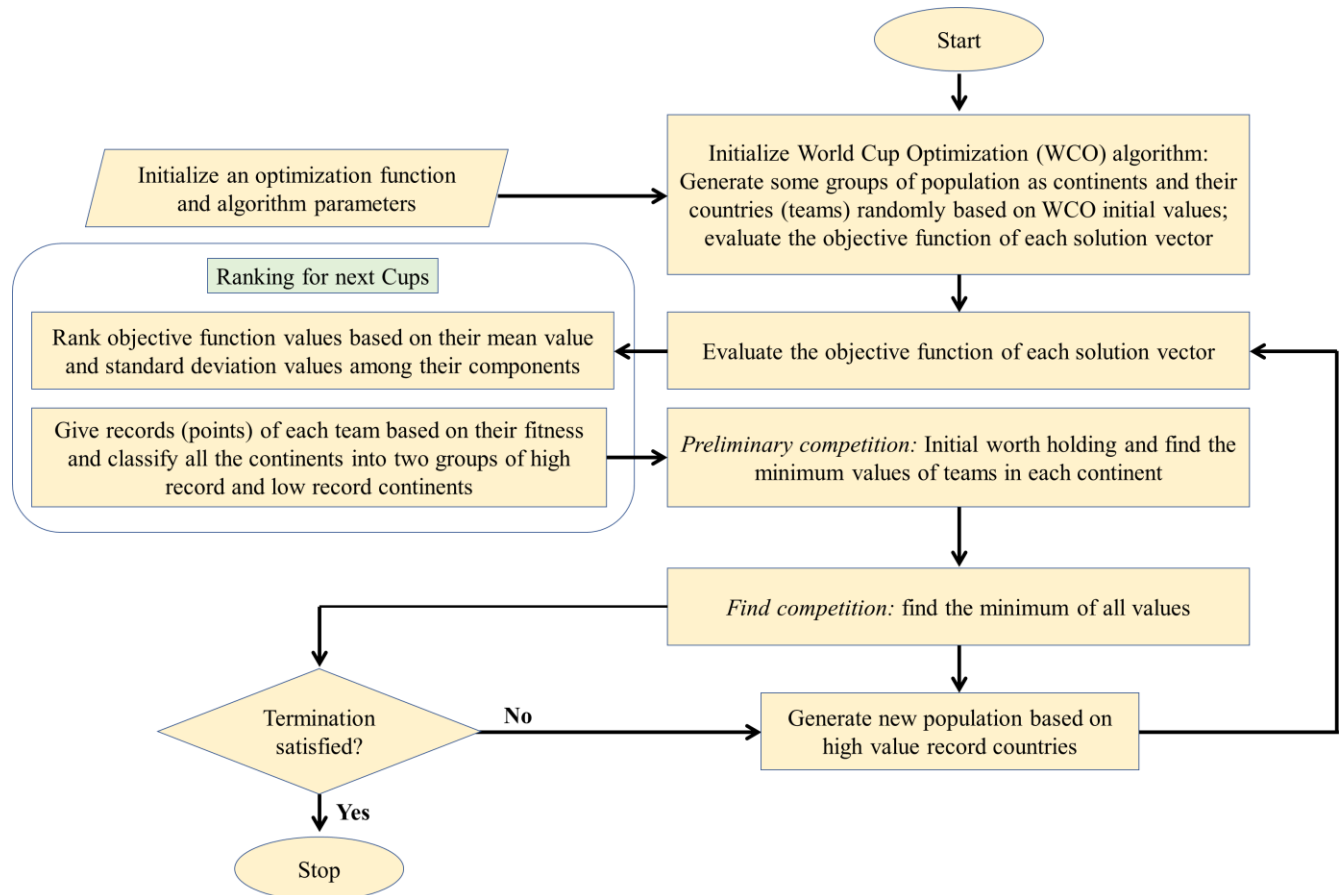 Start
Initialize an optimization function
and algorithm parameters
Initialize World Cup Optimization (WCO) algorithm:
Generate some groups of population as continents and their
countries (teams) randomly based on WCO initial values;
evaluate the objective function of each solution vector
Ranking for next Cups
Rank objective function values based on their mean value
and standard deviation values among their components
Evaluate the objective function of each solution vector
Give records (points) of each team based on their fitness
and classify all the continents into two groups of high
record and low record continents
Preliminary competition: Initial worth holding and find the
minimum values of teams in each continent
Find competition: find the minimum of all values
Termination
satisfied?
No
Generate new population based on
high value record countries
Yes
Stop